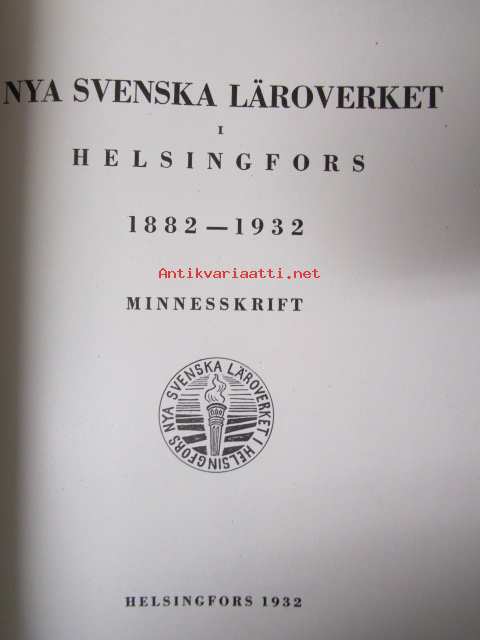 NYA SVENSKA LÄROVERKET
I
HELSINGFORS
1882—1932
Antikvariaatti.net
MINNESSKRIFT
NYA SVENSKA LÄROVERKET I HELSINGFORS
HELSINGFORS 1932